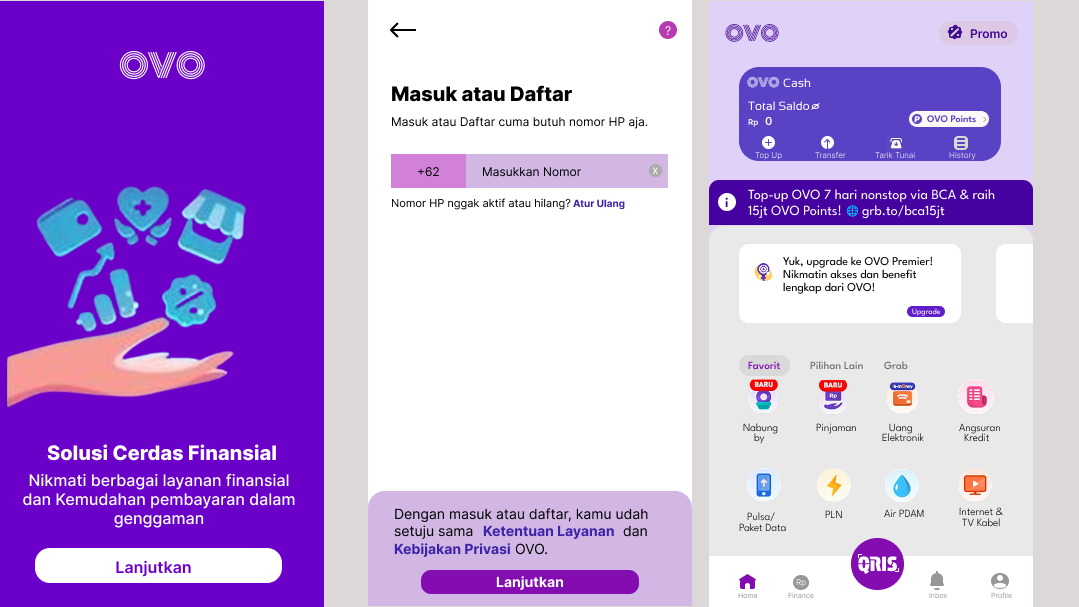 OVO
Solusi Cerdas Finansial
Nikmati berbagai layanan finansial
dan Kemudahan pembayaran dalam
genggaman
Lanjutkan
?
Masuk atau Daftar
Masuk atau Daftar cuma butuh nomor HP aja.
+62 Masukkan Nomor X
Nomor HP nggak aktif atau hilang? Atur Ulang
Dengan masuk atau daftar, kamu udah
setuju sama Ketentuan Layanan dan
Kebijakan Privasi OVO.
Lanjutkan
OVO Promo
OVO Cash
Total Saldo
Rp 0
P OVO Points >
Top Up Transfer Tarik Tunai History
Top-up OVO 7 hari nonstop via BCA & raih
15jt OVO Points! 🌐 grb.to/bca15jt
Yuk, upgrade ke OVO Premier!
Nikmatin akses dan benefit
lengkap dari OVO!
Upgrade
Favorit Pilihan Lain Grab
BARU BARU e-money
Rp
Nabung Pinjaman Uang Angsuran
by Elektronik Kredit
Pulsa/ PLN Air PDAM Internet &
Paket Data TV Kabel
QRIS
Rp
Home Finance Inbox Profile